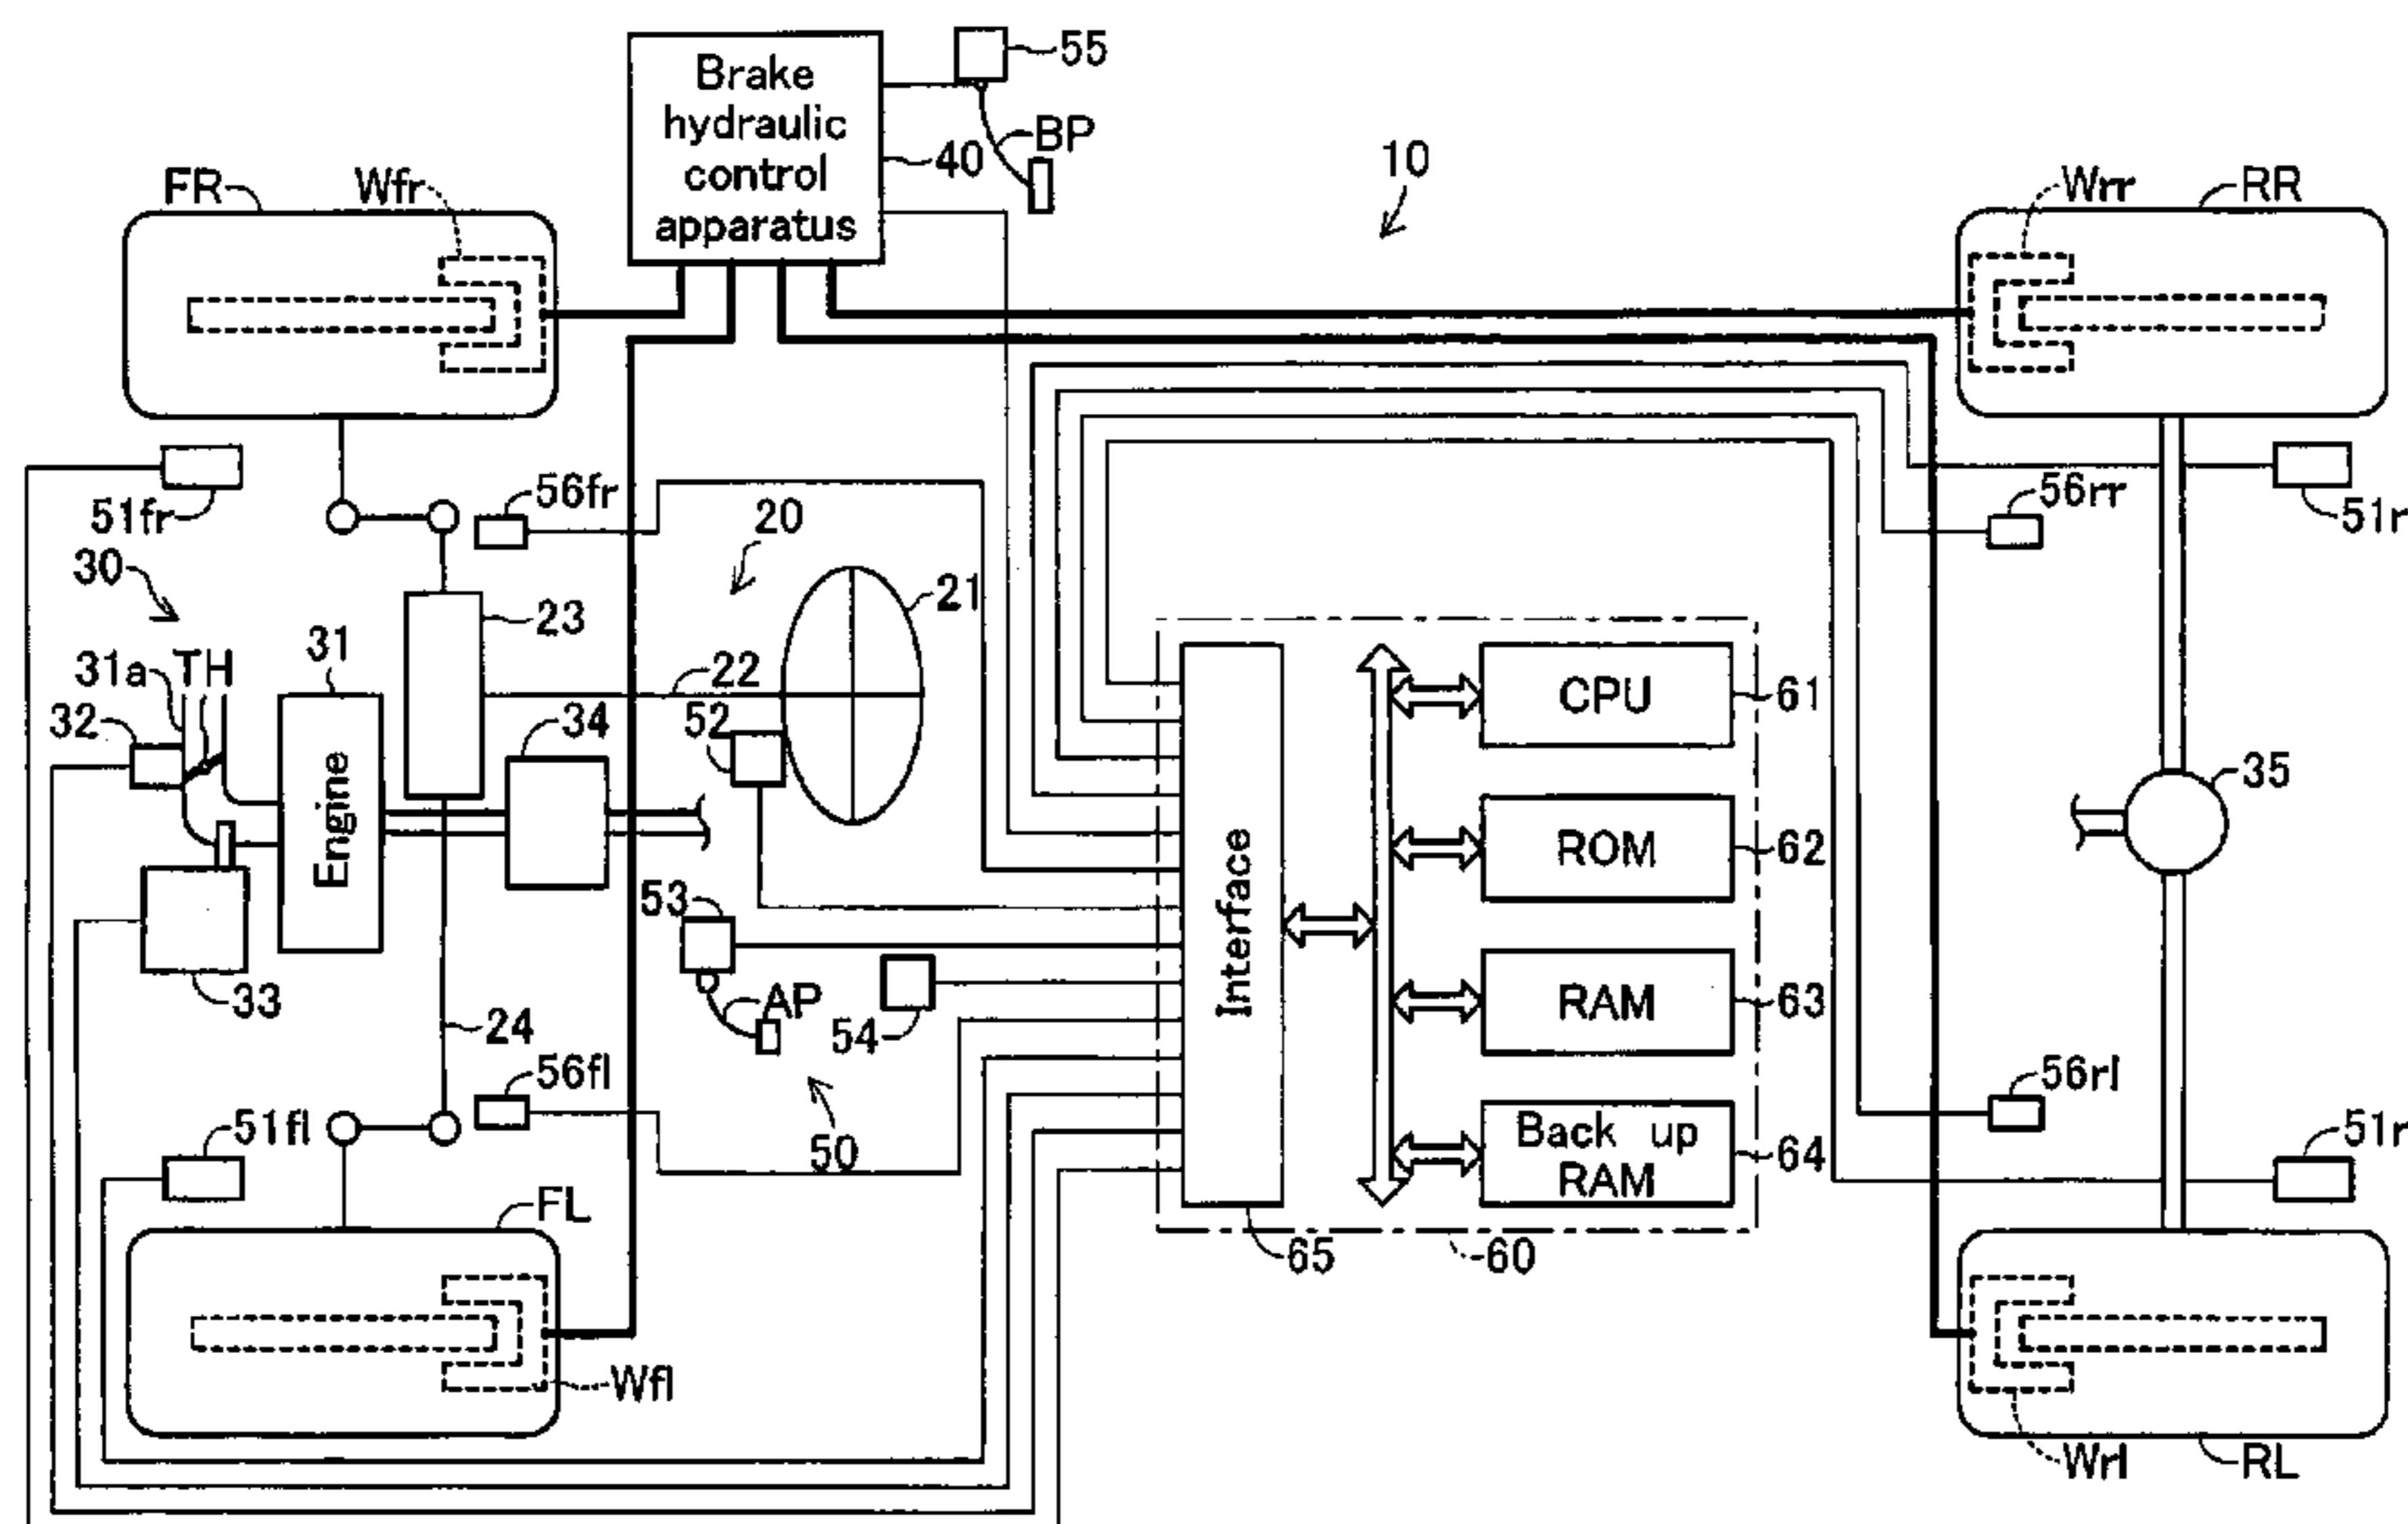 Brake
hydraulic
control
apparatus
55
BP
40
10
FR
Wfr
Wrr
RR
51fr
56fr
20
56rr
51r
30
23
21
31a
TH
31
22
32
34
52
CPU
61
35
Engine
Interface
ROM
62
53
33
AP
54
RAM
63
24
56fl
56rl
51fl
50
Back up
RAM
64
51r
FL
65
60
Wfl
Wrl
RL